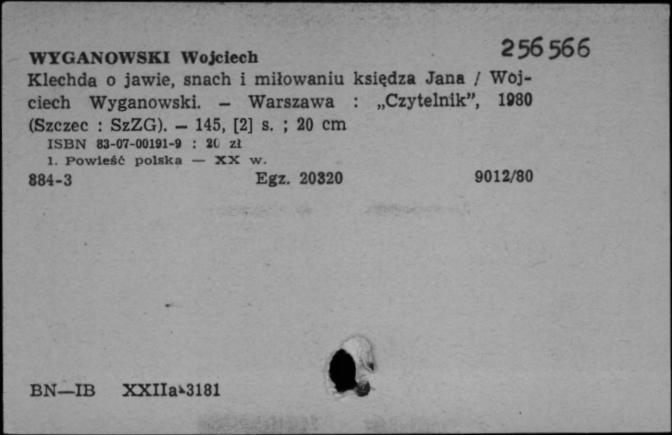 256566
WYGANOWSKI Wojciech
Klechda o jawie, snach i miłowaniu księdza Jana / Woj-
ciech Wyganowski. — Warszawa : „Czytelnik”, 1980
(Szczec : SzZG). — 145, [2] s. ; 20 cm
ISBN 83-07-00191-9 : 20 zł
1. Powieść polska — XX w.
884-3 Egz. 20320 9012/80
BN—IB XXIIa-3181